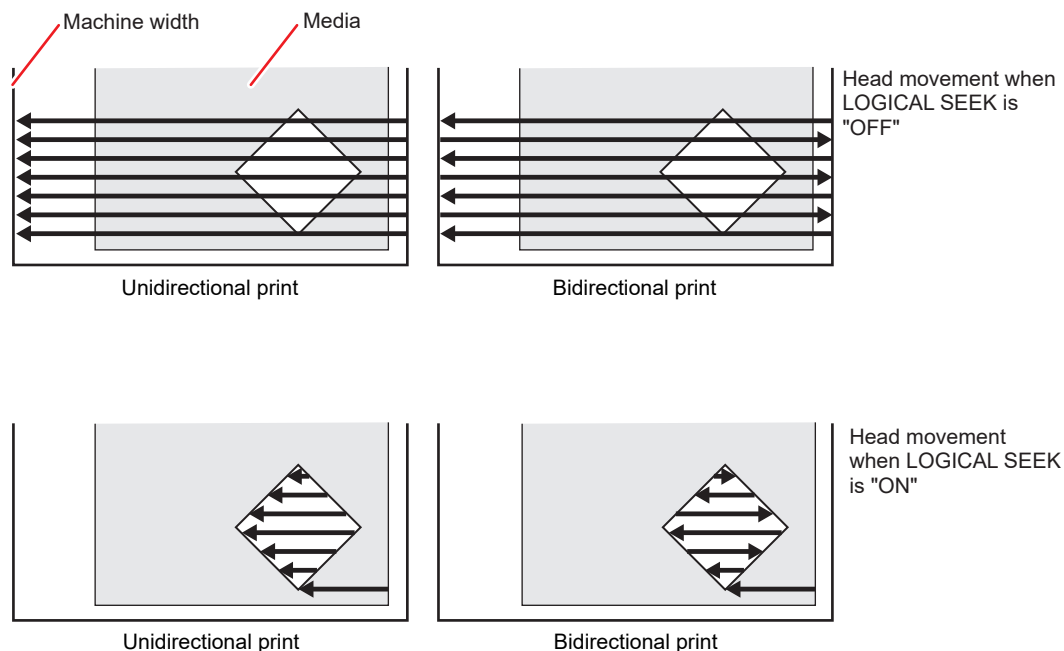 Machine width
Media
Head movement when
LOGICAL SEEK is
"OFF"
Unidirectional print
Bidirectional print
Head movement
when LOGICAL SEEK
is "ON"
Unidirectional print
Bidirectional print